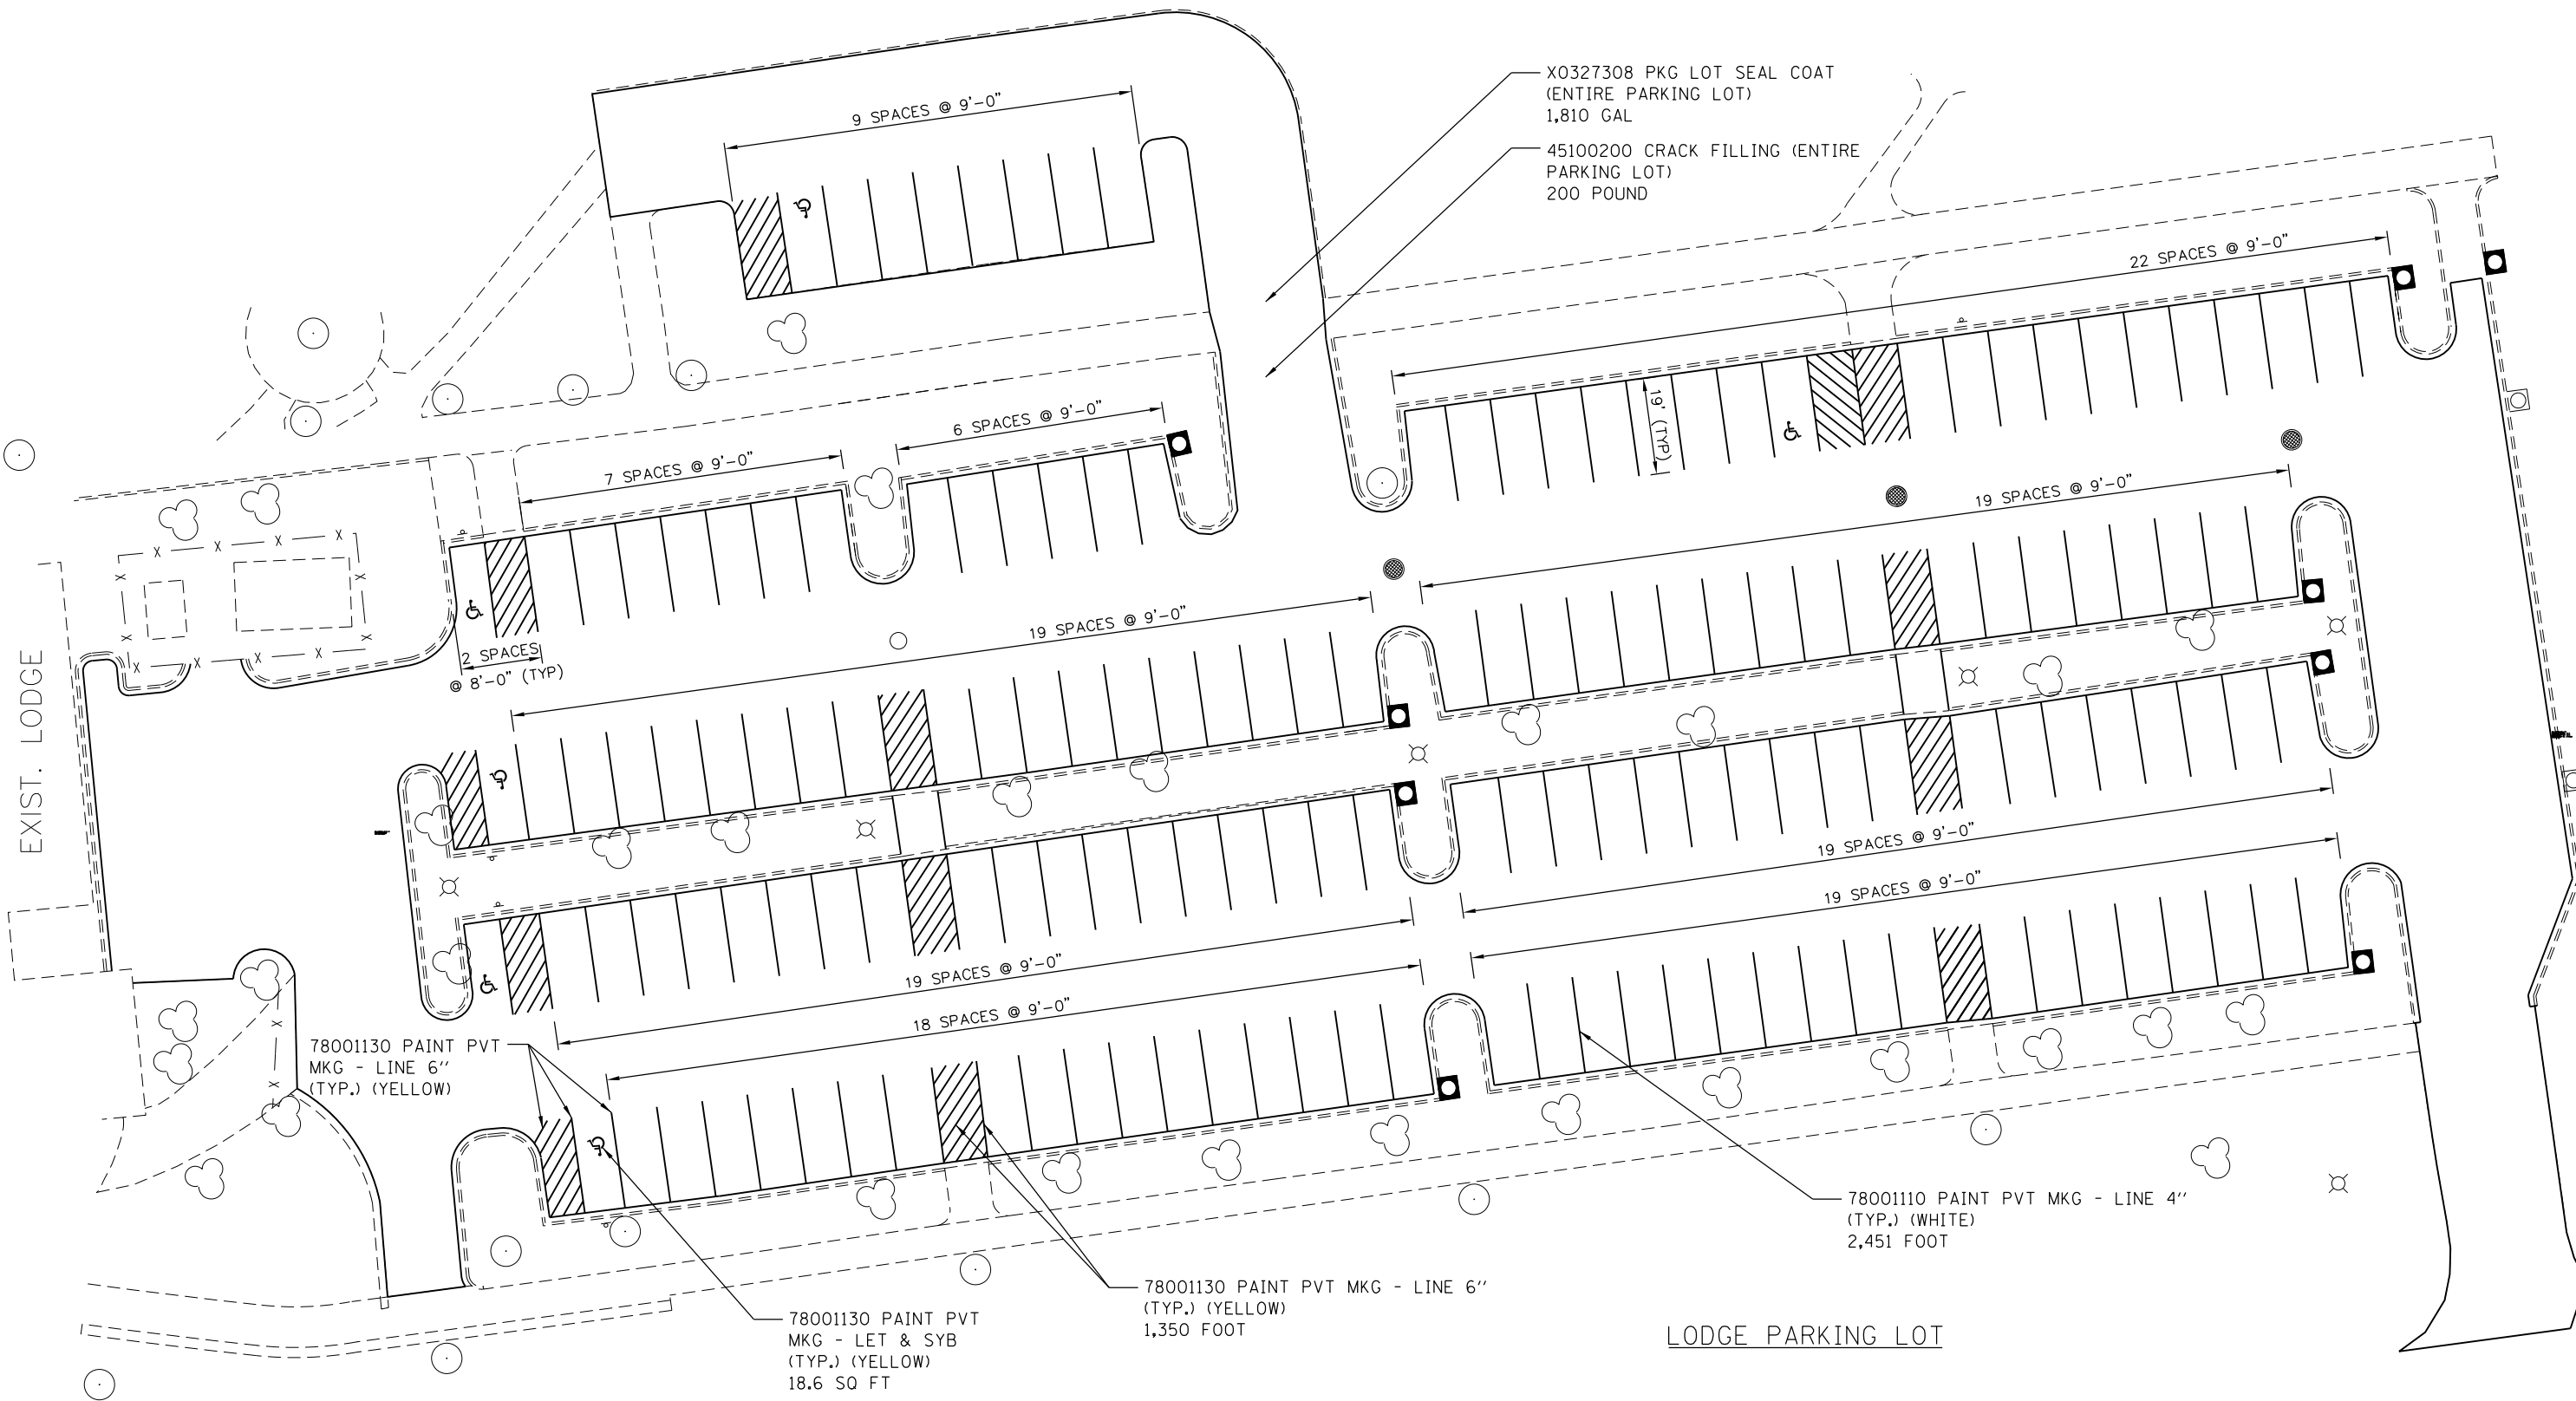 X0327308 PKG LOT SEAL COAT
(ENTIRE PARKING LOT)
1,810 GAL
45100200 CRACK FILLING (ENTIRE
PARKING LOT)
200 POUND
9 SPACES @ 9'-0"
22 SPACES @ 9'-0"
6 SPACES @ 9'-0"
7 SPACES @ 9'-0"
19' (TYP)
19 SPACES @ 9'-0"
19 SPACES @ 9'-0"
2 SPACES
@ 8'-0" (TYP)
EXIST. LODGE
19 SPACES @ 9'-0"
19 SPACES @ 9'-0"
19 SPACES @ 9'-0"
18 SPACES @ 9'-0"
78001130 PAINT PVT
MKG - LINE 6"
(TYP.) (YELLOW)
78001110 PAINT PVT MKG - LINE 4"
(TYP.) (WHITE)
2,451 FOOT
78001130 PAINT PVT MKG - LINE 6"
(TYP.) (YELLOW)
1,350 FOOT
78001130 PAINT PVT
MKG - LET & SYB
(TYP.) (YELLOW)
18.6 SQ FT
LODGE PARKING LOT